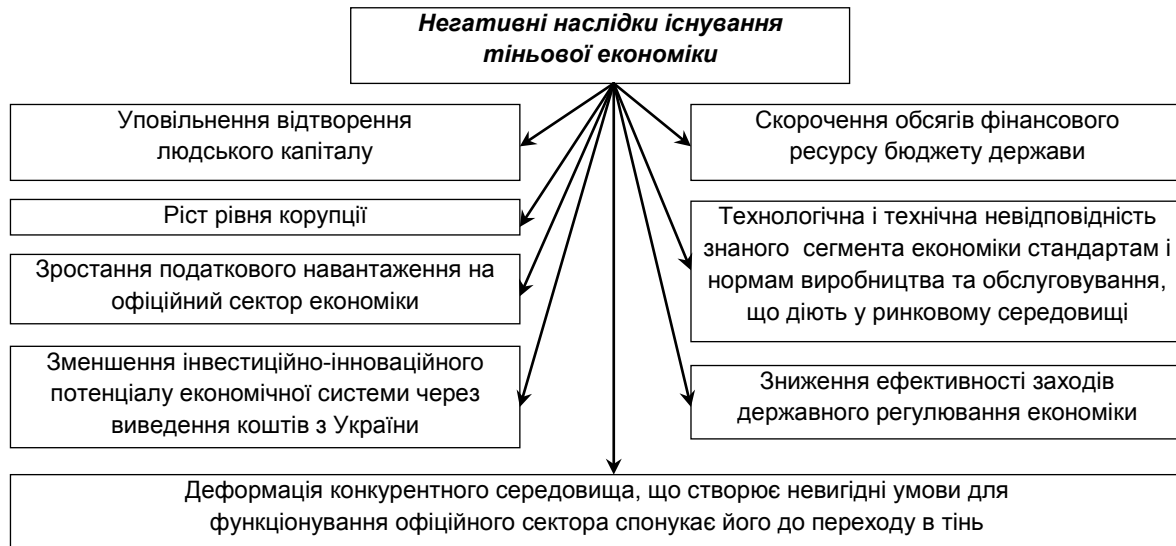 Негативні наслідки існування
тіньової економіки
Уповільнення відтворення
людського капіталу
Ріст рівня корупції
Зростання податкового навантаження на
офіційний сектор економіки
Зменшення інвестиційно-інноваційного
потенціалу економічної системи через
виведення коштів з України
Скорочення обсягів фінансового
ресурсу бюджету держави
Технологічна і технічна невідповідність
знаного сегмента економіки стандартам і
нормам виробництва та обслуговування,
що діють у ринковому середовищі
Зниження ефективності заходів
державного регулювання економіки
Деформація конкурентного середовища, що створює невигідні умови для
функціонування офіційного сектора спонукає його до переходу в тінь